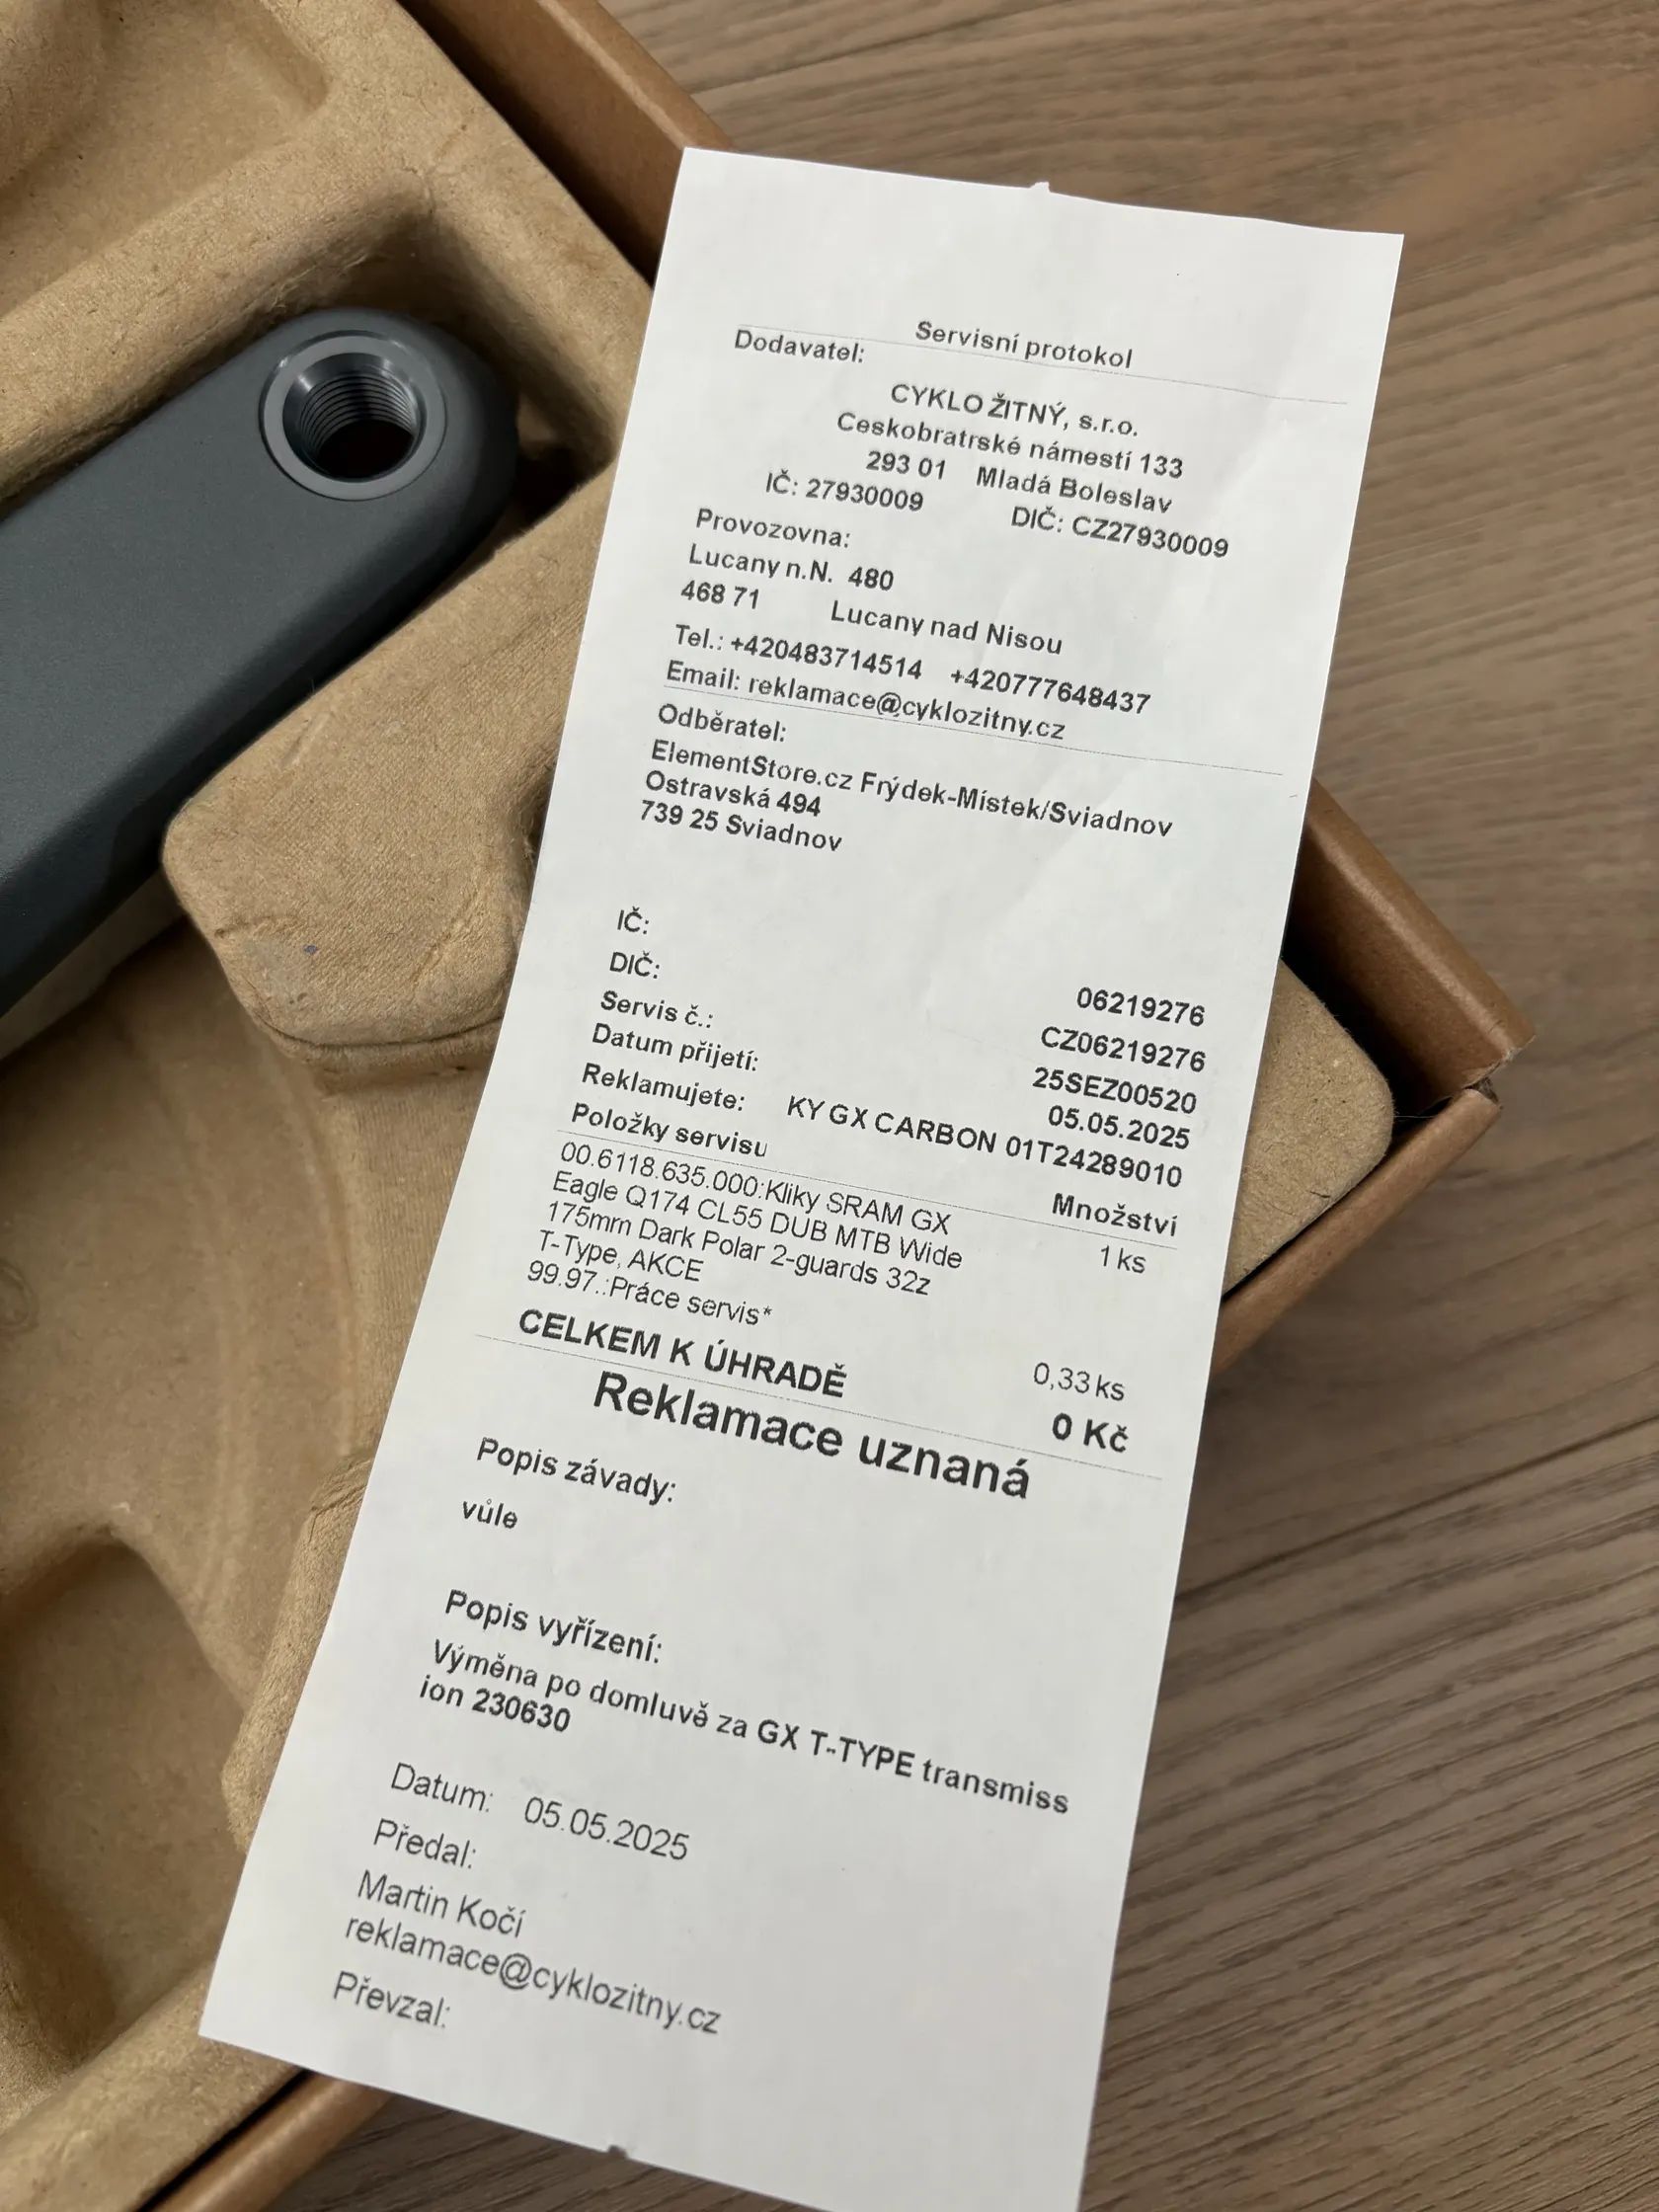 Servisní protokol
Dodavatel:
CYKLO ŽITNÝ, s.r.o.
Ceskobratrské námestí 133
293 01 Mladá Boleslav
IČ: 27930009 DIČ: CZ27930009
Provozovna:
Lucany n.N. 480
468 71 Lucany nad Nisou
Tel.: +420483714514 +420777648437
Email: reklamace@cyklozitny.cz
Odběratel:
ElementStore.cz Frýdek-Místek/Sviadnov
Ostravská 494
739 25 Sviadnov
IČ: 06219276
DIČ: CZ06219276
Servis č.: 25SEZ00520
Datum přijetí: 05.05.2025
Reklamujete: KY GX CARBON 01T24289010
Položky servisu Množství
00.6118.635.000:Kliky SRAM GX 1 ks
Eagle Q174 CL55 DUB MTB Wide
175mm Dark Polar 2-guards 32z
T-Type, AKCE
99.97.:Práce servis* 0,33 ks
CELKEM K ÚHRADĚ 0 Kč
Reklamace uznaná
Popis závady:
vůle
Popis vyřízení:
Výměna po domluvě za GX T-TYPE transmiss
ion 230630
Datum: 05.05.2025
Předal:
Martin Kočí
reklamace@cyklozitny.cz
Převzal: